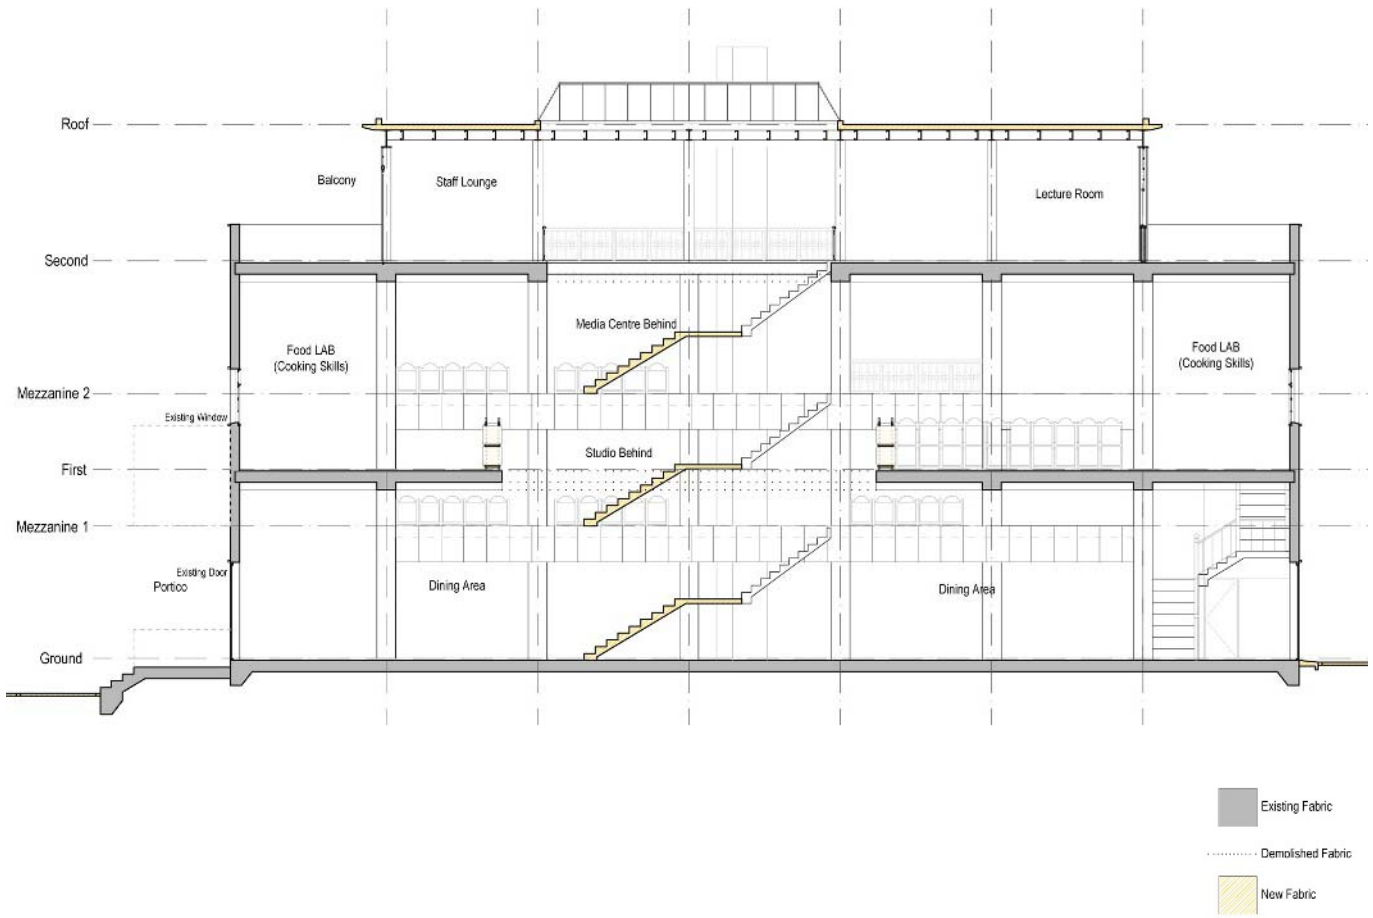 Roof
Balcony
Staff Lounge
Lecture Room
Second
Media Centre Behind
Food LAB
(Cooking Skills)
Food LAB
(Cooking Skills)
Mezzanine 2
Existing Window
Studio Behind
First
Mezzanine 1
Existing Door
Portico
Dining Area
Dining Area
Ground
Existing Fabric
Demolished Fabric
New Fabric